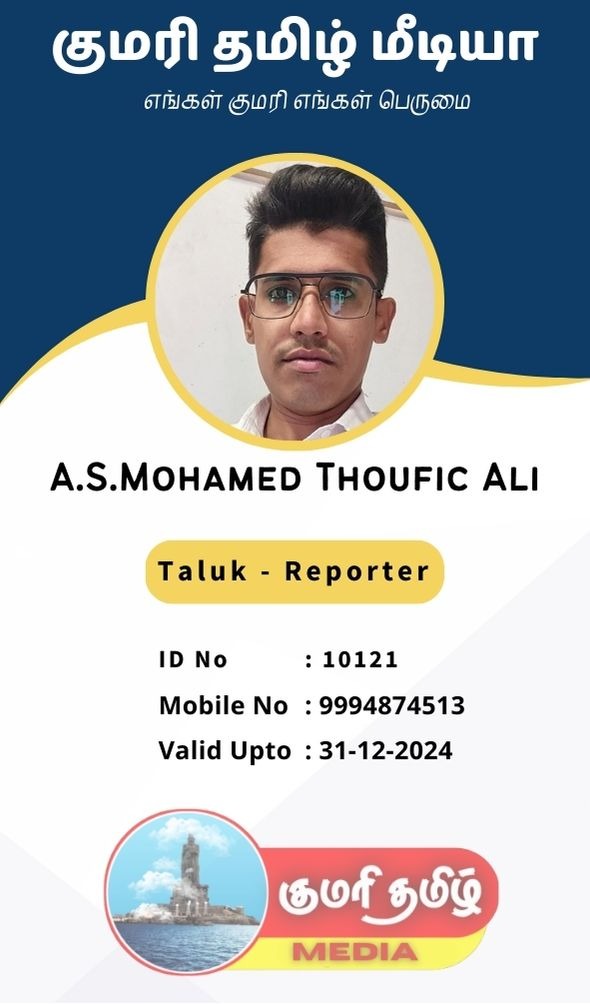 குமரி தமிழ் மீடியா
எங்கள் குமரி எங்கள் பெருமை
A.S.Mohamed Thoufic Ali
Taluk - Reporter
ID No : 10121
Mobile No : 9994874513
Valid Upto : 31-12-2024
குமரி தமிழ்
MEDIA